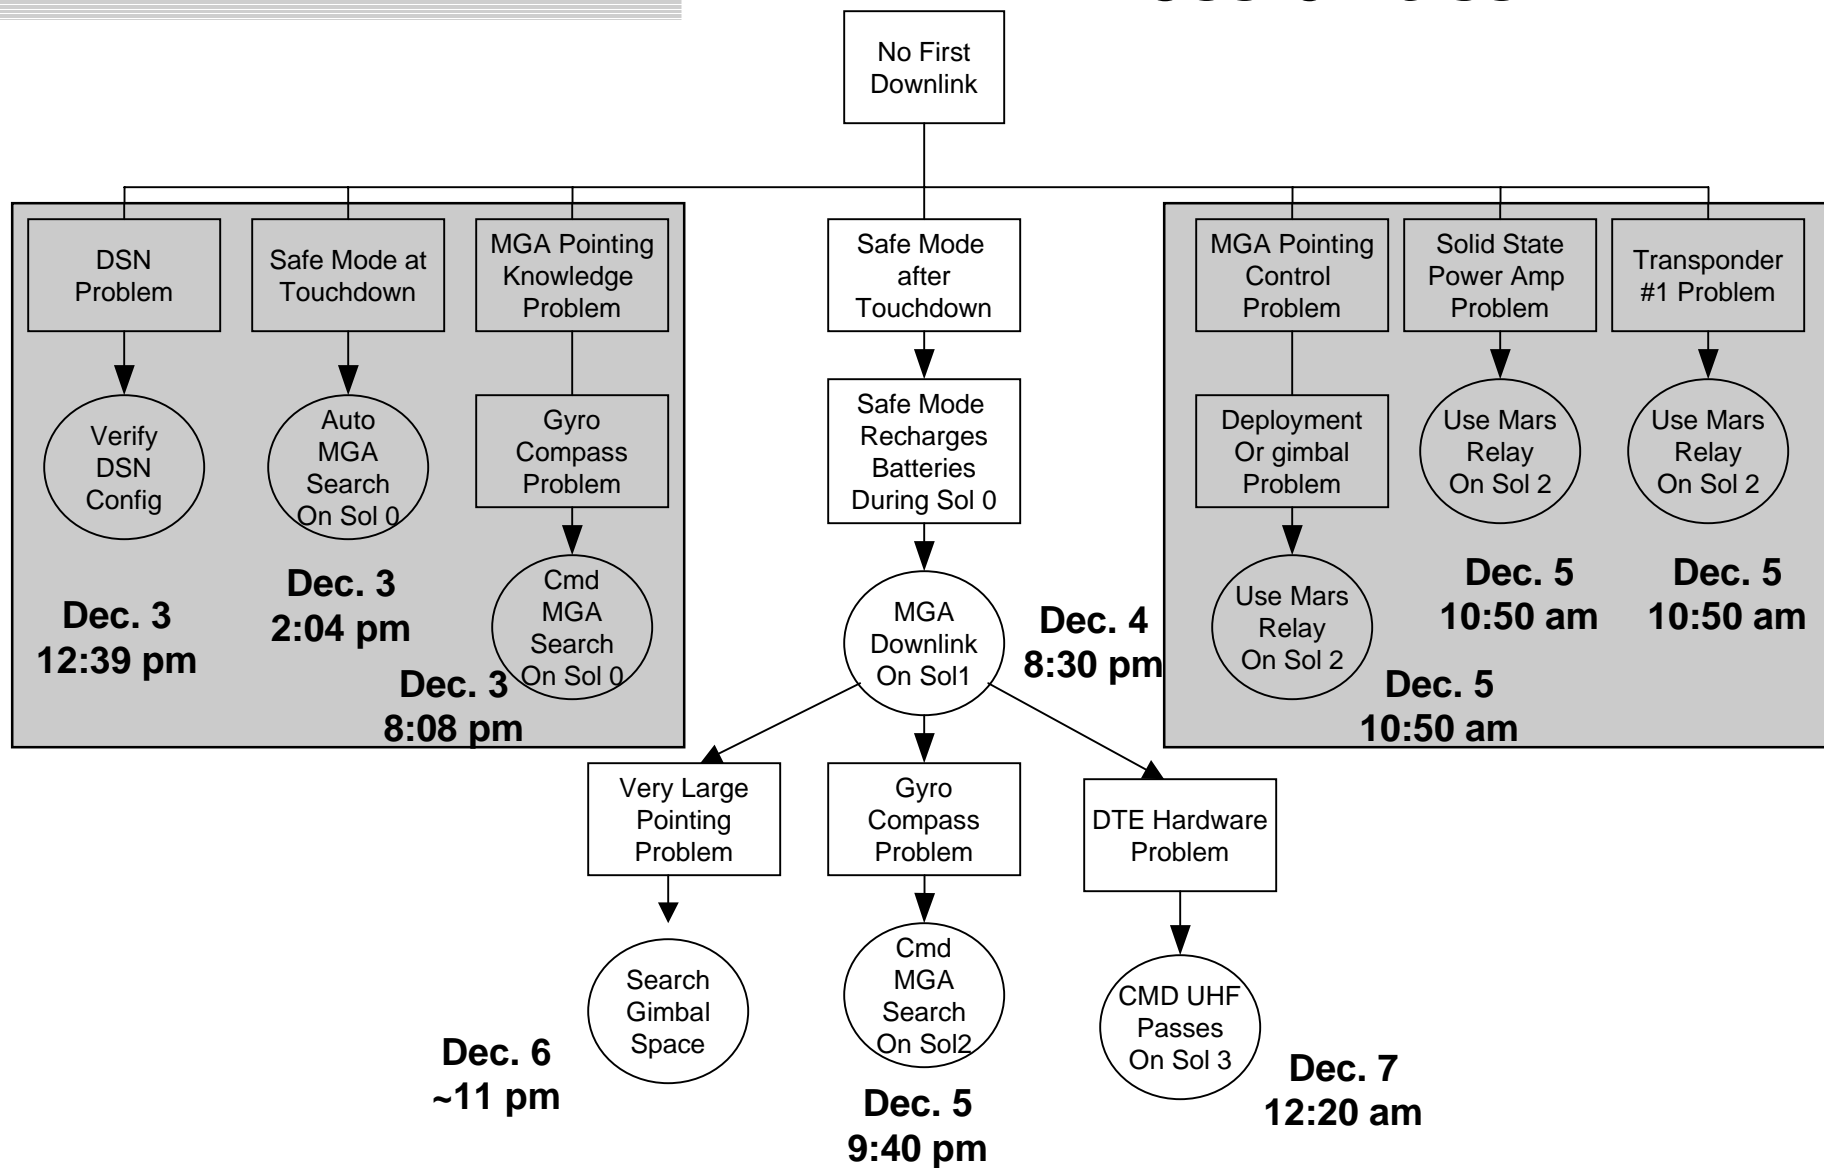 No First
Downlink
DSN
Problem
Safe Mode at
Touchdown
MGA Pointing
Knowledge
Problem
Safe Mode
after
Touchdown
MGA Pointing
Control
Problem
Solid State
Power Amp
Problem
Transponder
#1 Problem
Verify
DSN
Config
Auto
MGA
Search
On Sol 0
Gyro
Compass
Problem
Safe Mode
Recharges
Batteries
During Sol 0
Deployment
Or gimbal
Problem
Use Mars
Relay
On Sol 2
Use Mars
Relay
On Sol 2
Dec. 3
12:39 pm
Dec. 3
2:04 pm
Cmd
MGA
Search
On Sol 0
Dec. 3
8:08 pm
MGA
Downlink
On Sol1
Dec. 4
8:30 pm
Use Mars
Relay
On Sol 2
Dec. 5
10:50 am
Dec. 5
10:50 am
Dec. 5
10:50 am
Very Large
Pointing
Problem
Gyro
Compass
Problem
DTE Hardware
Problem
Search
Gimbal
Space
Dec. 6
~11 pm
Cmd
MGA
Search
On Sol2
Dec. 5
9:40 pm
CMD UHF
Passes
On Sol 3
Dec. 7
12:20 am